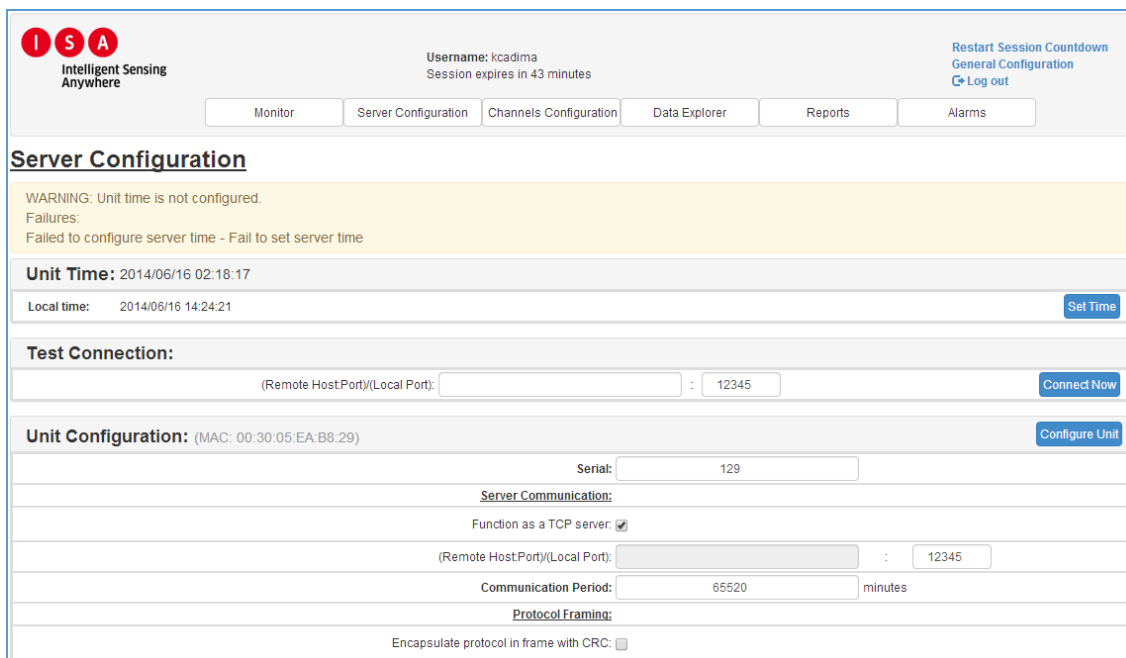 I S A
Intelligent Sensing
Anywhere
Username: kcadima
Session expires in 43 minutes
Restart Session Countdown
General Configuration
Log out
Monitor Server Configuration Channels Configuration Data Explorer Reports Alarms
Server Configuration
WARNING: Unit time is not configured.
Failures:
Failed to configure server time - Fail to set server time
Unit Time: 2014/06/16 02:18:17
Local time: 2014/06/16 14:24:21 Set Time
Test Connection:
(Remote Host:Port)/(Local Port): : 12345 Connect Now
Unit Configuration: (MAC: 00:30:05:EA:B8:29) Configure Unit
Serial: 129
Server Communication:
Function as a TCP server:
(Remote Host:Port)/(Local Port): : 12345
Communication Period: 65520 minutes
Protocol Framing:
Encapsulate protocol in frame with CRC: